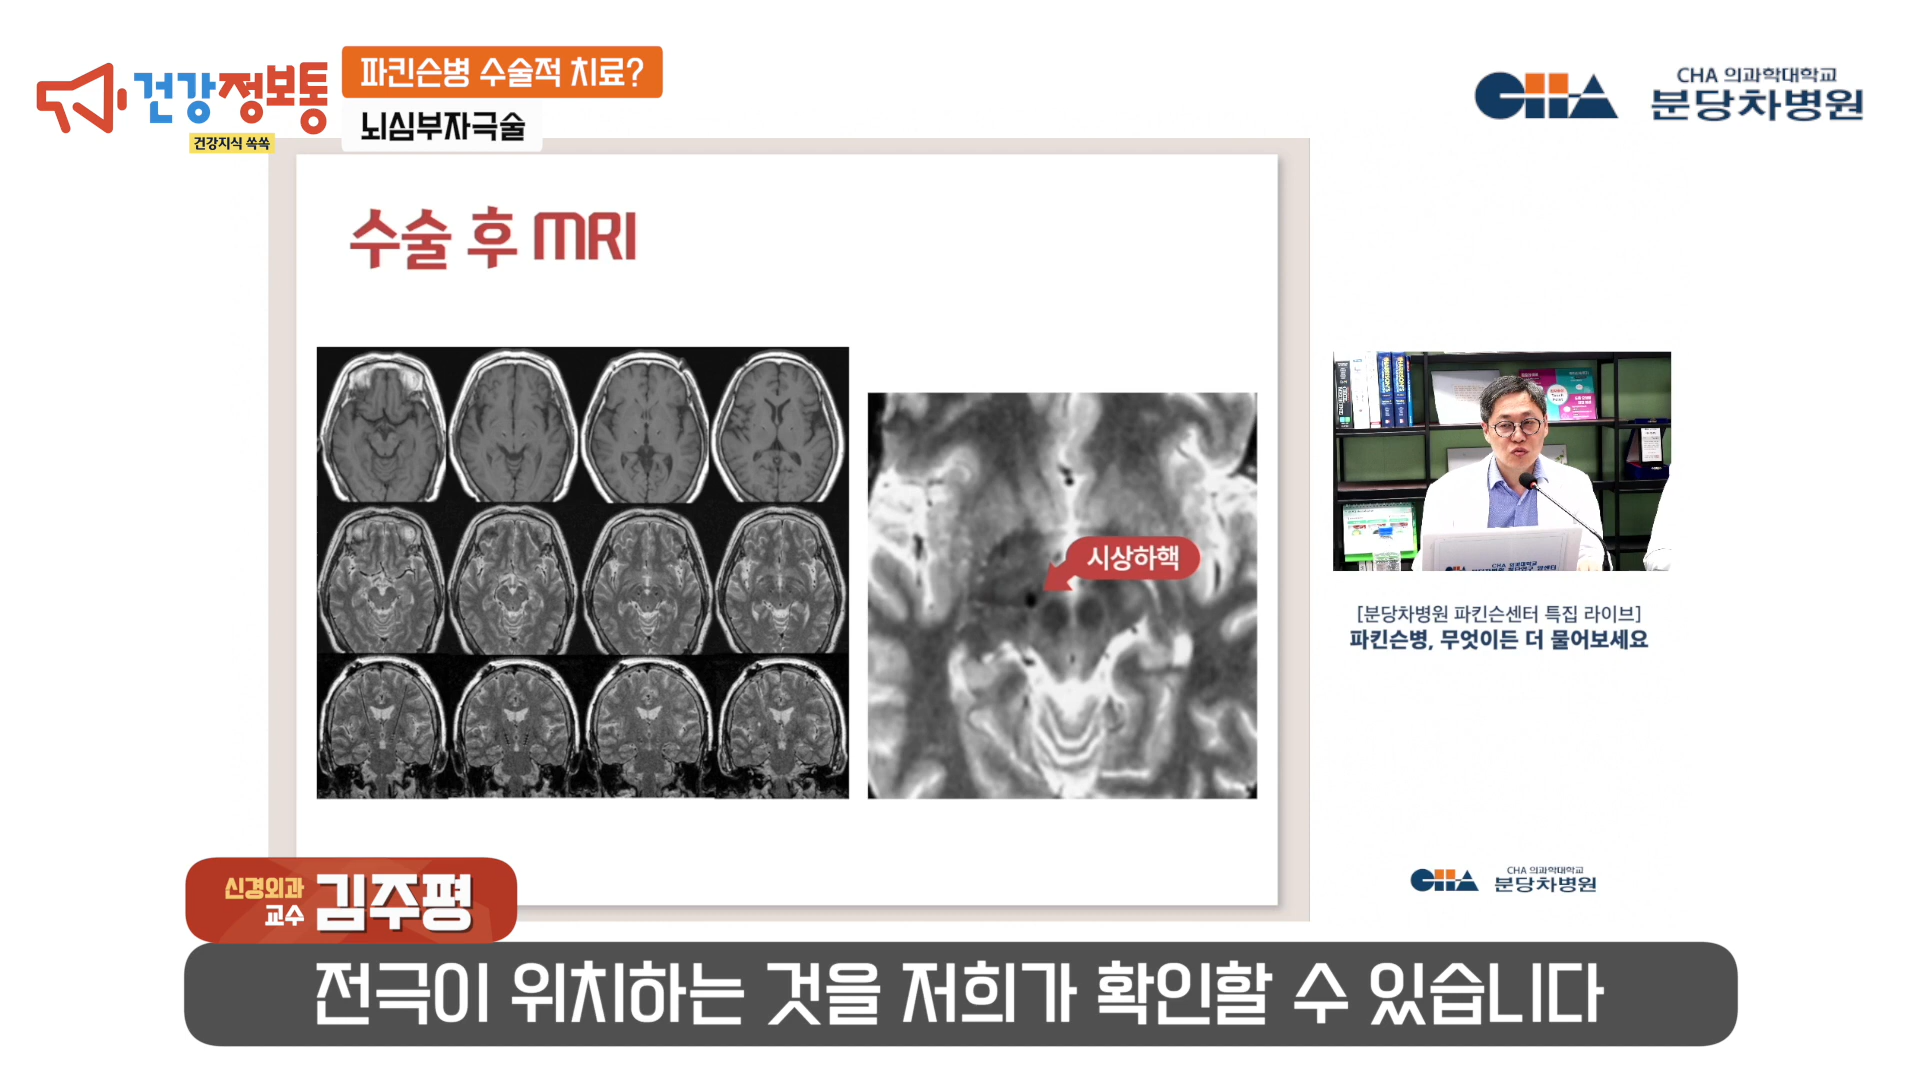 건강정보통
건강지식 쏙쏙
파킨슨병 수술적 치료?
뇌심부자극술
CHA
CHA 의과학대학교
분당차병원
수술 후 MRI
시상하핵
[분당차병원 파킨슨센터 특집 라이브]
파킨슨병, 무엇이든 더 물어보세요
CHA
CHA 의과학대학교
분당차병원
신경외과
교수
김주평
전극이 위치하는 것을 저희가 확인할 수 있습니다